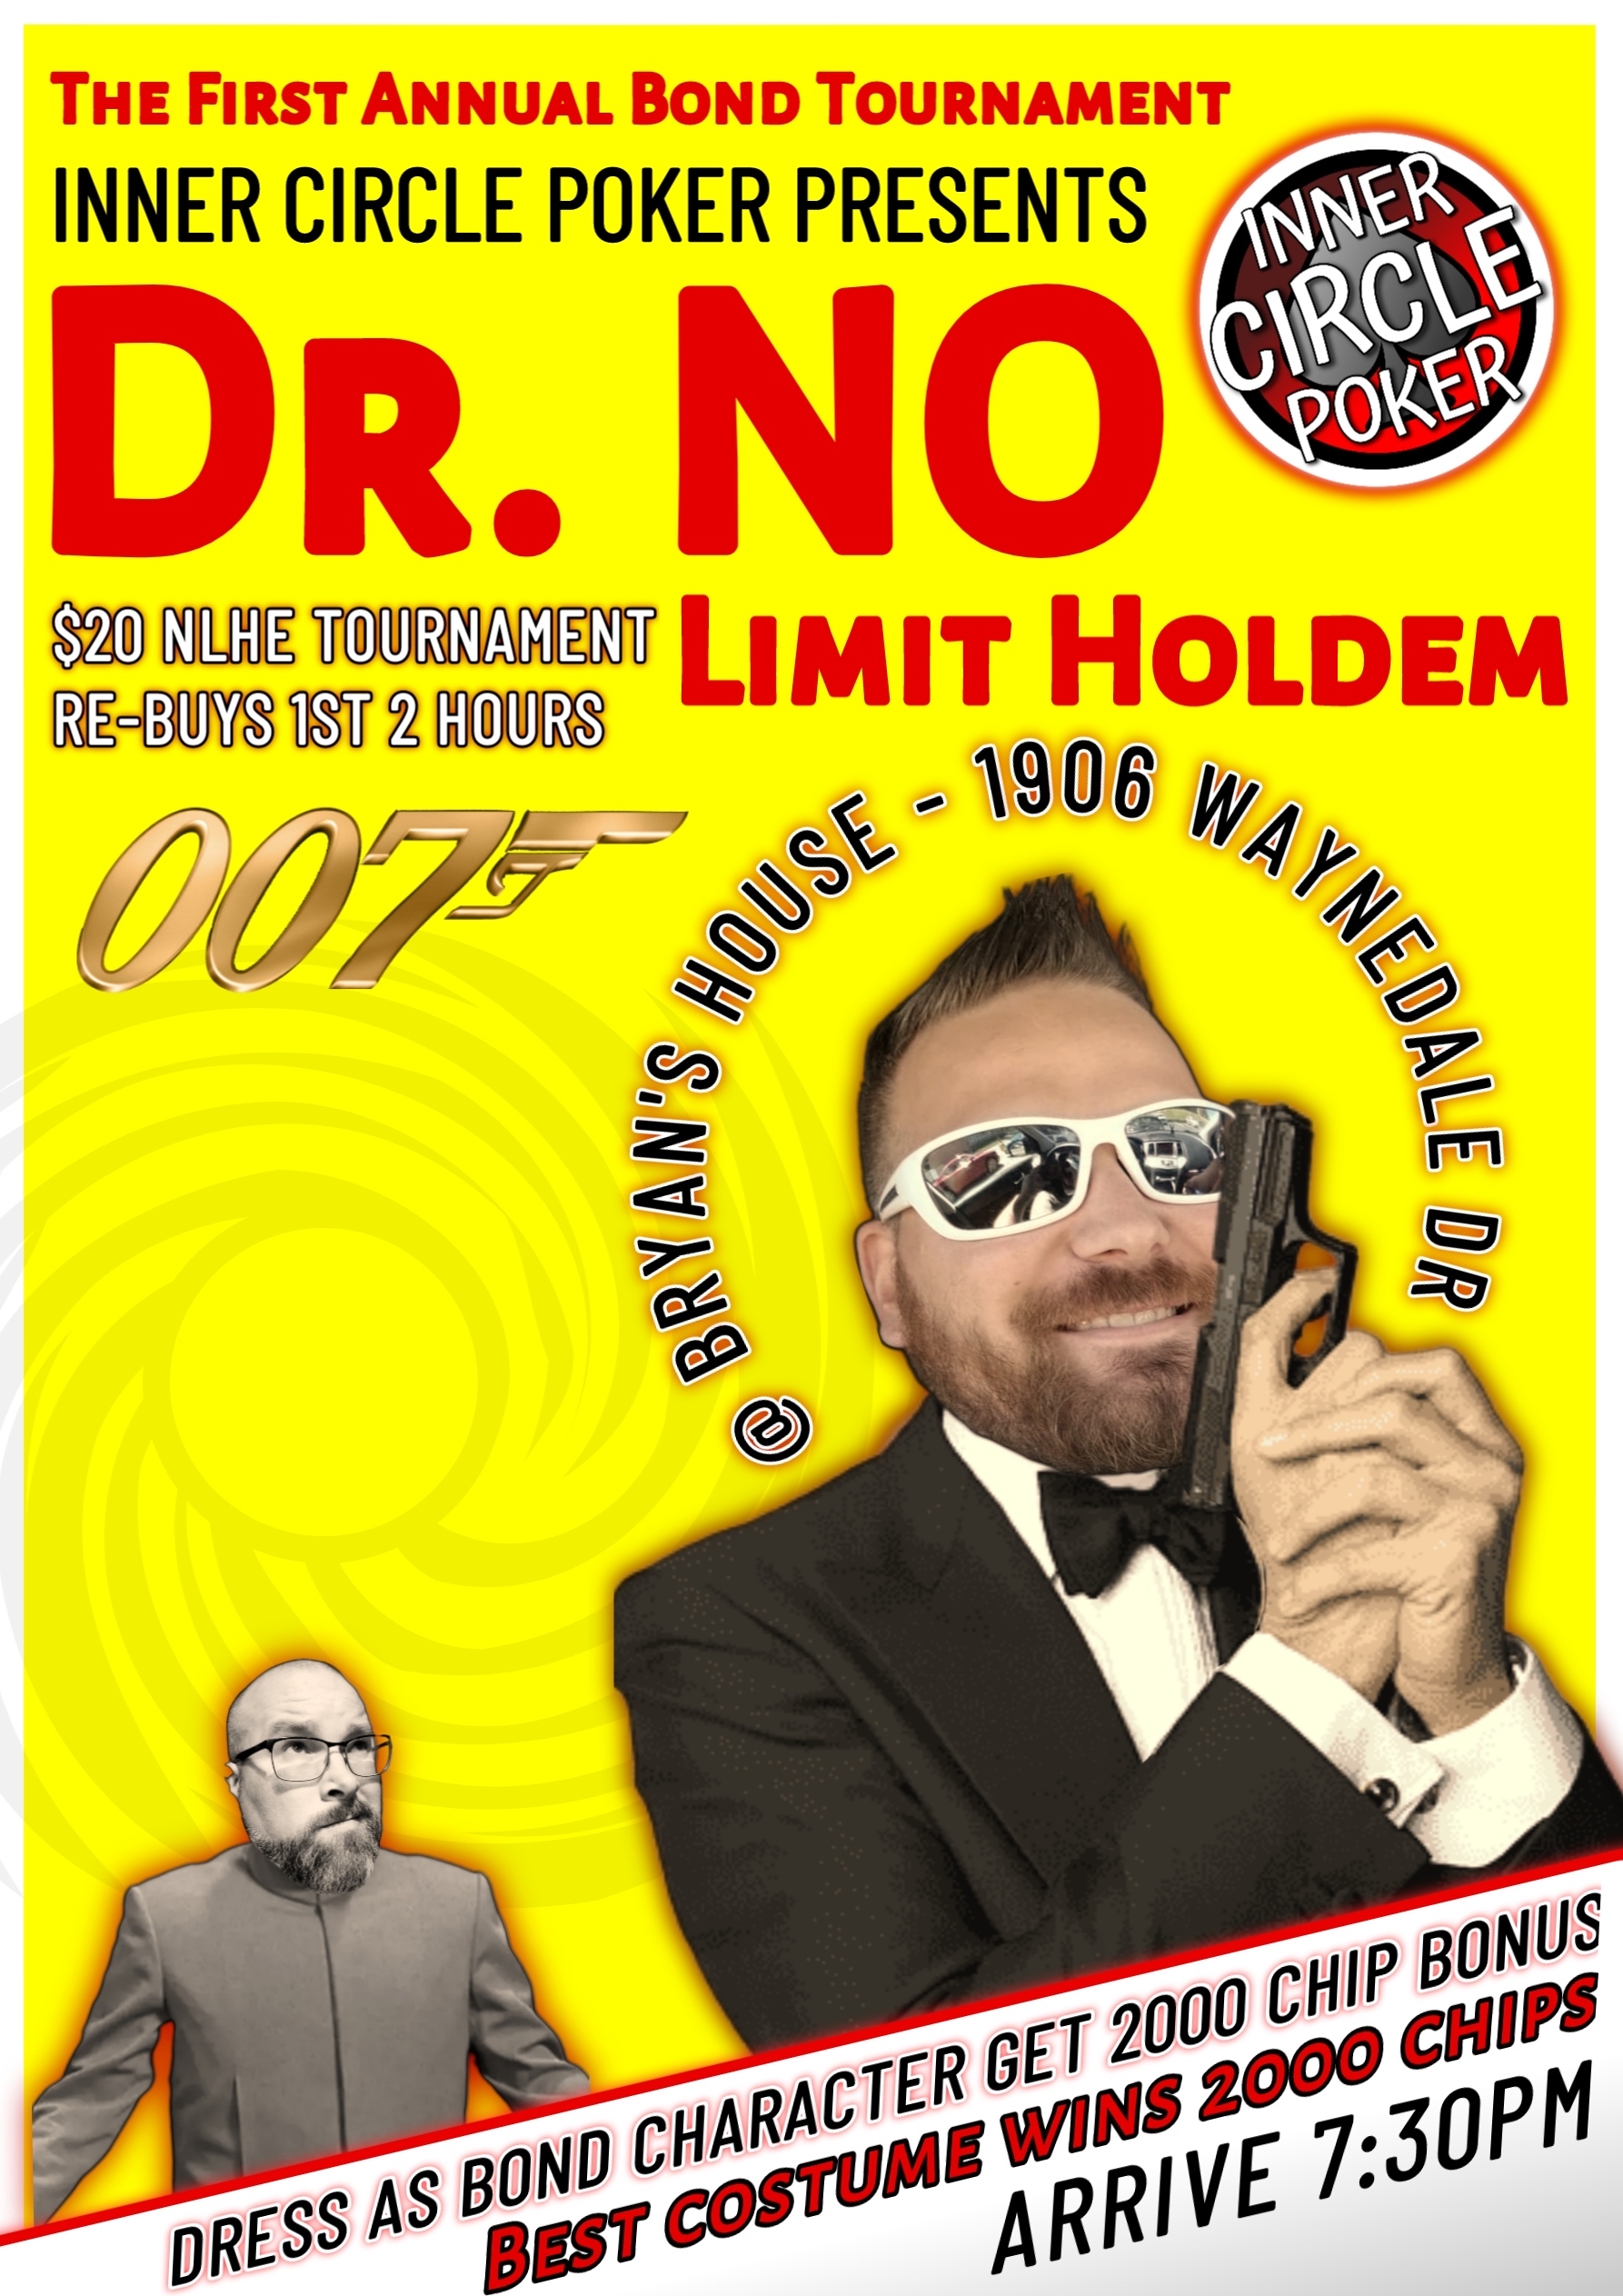 The First Annual Bond Tournament
INNER CIRCLE POKER PRESENTS
INNER
CIRCLE
POKER
Dr. NO
Limit Holdem
$20 NLHE TOURNAMENT
RE-BUYS 1ST 2 HOURS
007
@ BRYAN'S HOUSE - 1906 WAYNEDALE DR
DRESS AS BOND CHARACTER GET 2000 CHIP BONUS
Best costume wins 2000 chips
ARRIVE 7:30PM